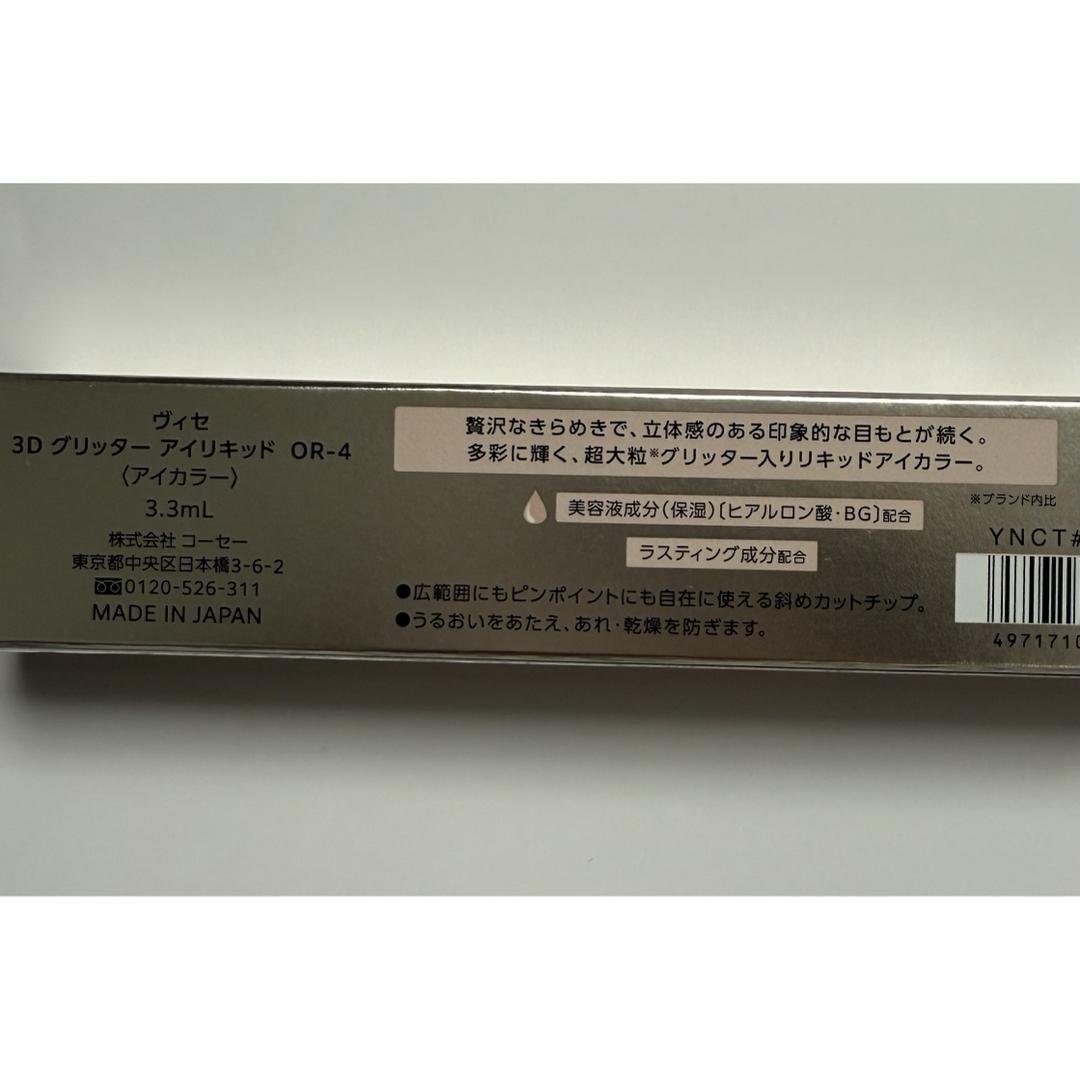 ヴィセ
3D グリッター アイリキッド OR-4
〈アイカラー〉
3.3mL
株式会社 コーセー
東京都中央区日本橋3-6-2
0120-526-311
MADE IN JAPAN
贅沢なきらめきで、立体感のある印象的な目もとが続く。
多彩に輝く、超大粒※グリッター入りリキッドアイカラー。
※ブランド内比
美容液成分(保湿)〔ヒアルロン酸・BG〕配合
ラスティング成分配合
●広範囲にもピンポイントにも自在に使える斜めカットチップ。
●うるおいをあたえ、あれ・乾燥を防ぎます。
YNCT#
4971710